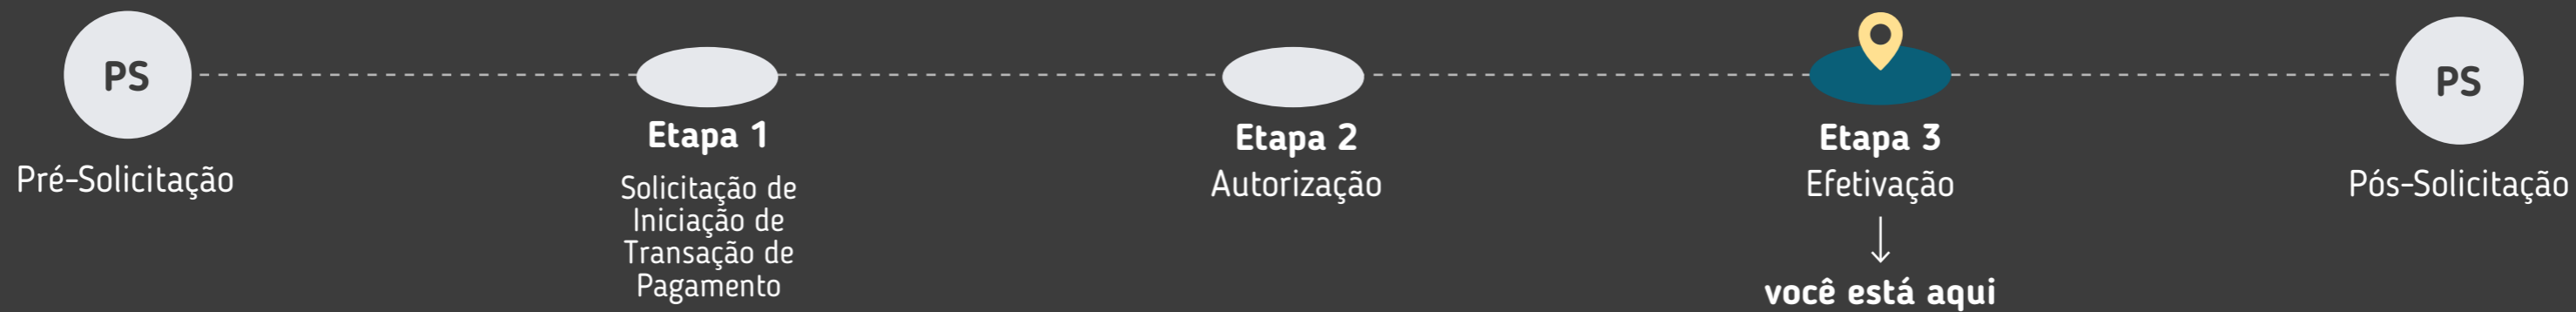 PS
Pré-Solicitação
Etapa 1
Solicitação de
Iniciação de
Transação de
Pagamento
Etapa 2
Autorização
Etapa 3
Efetivação
você está aqui
PS
Pós-Solicitação